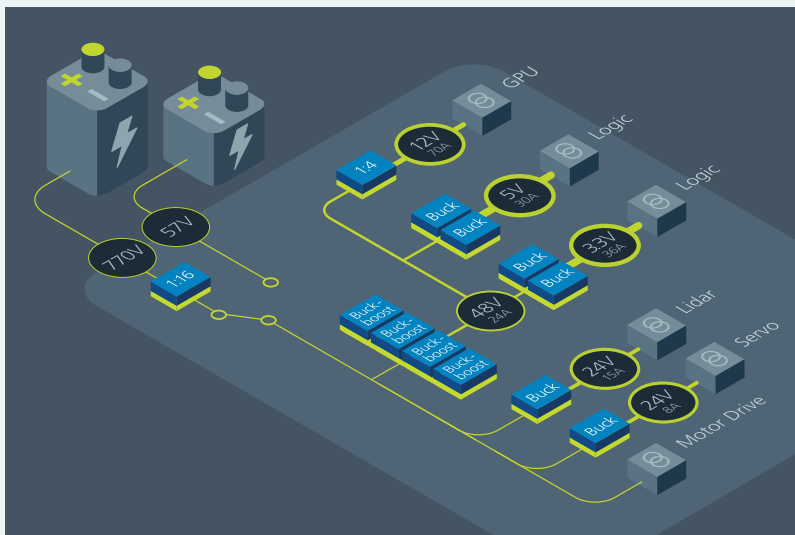 GPU
12V
70A
1:4
Logic
5V
30A
Buck
Buck
Logic
3.3V
36A
Buck
Buck
57V
770V
1:16
48V
24A
Buck-
boost
Buck-
boost
Buck-
boost
Buck-
boost
Lidar
24V
15A
Buck
Servo
24V
8A
Buck
Motor Drive